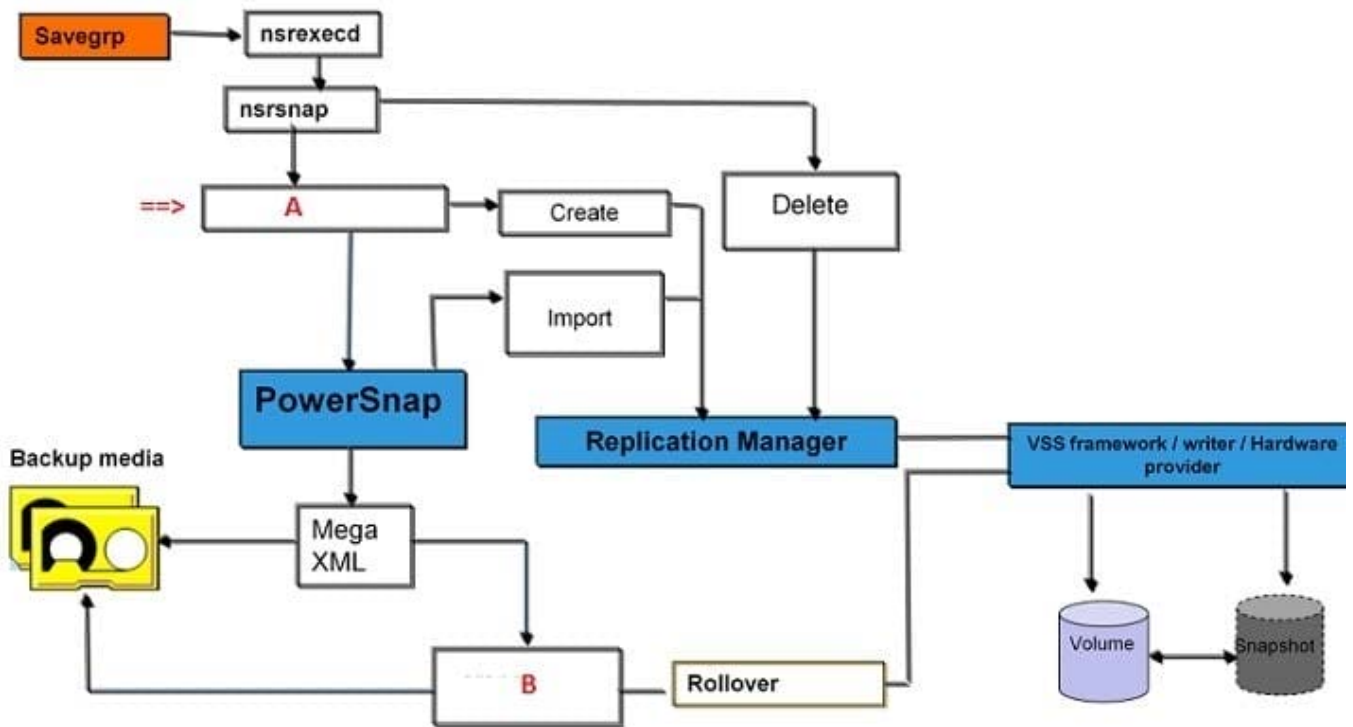 Savegrp
nsrexecd
nsrsnap
==>
A
Create
Delete
Import
PowerSnap
Replication Manager
VSS framework / writer / Hardware
provider
Backup media
Mega
XML
Volume
Snapshot
B
Rollover